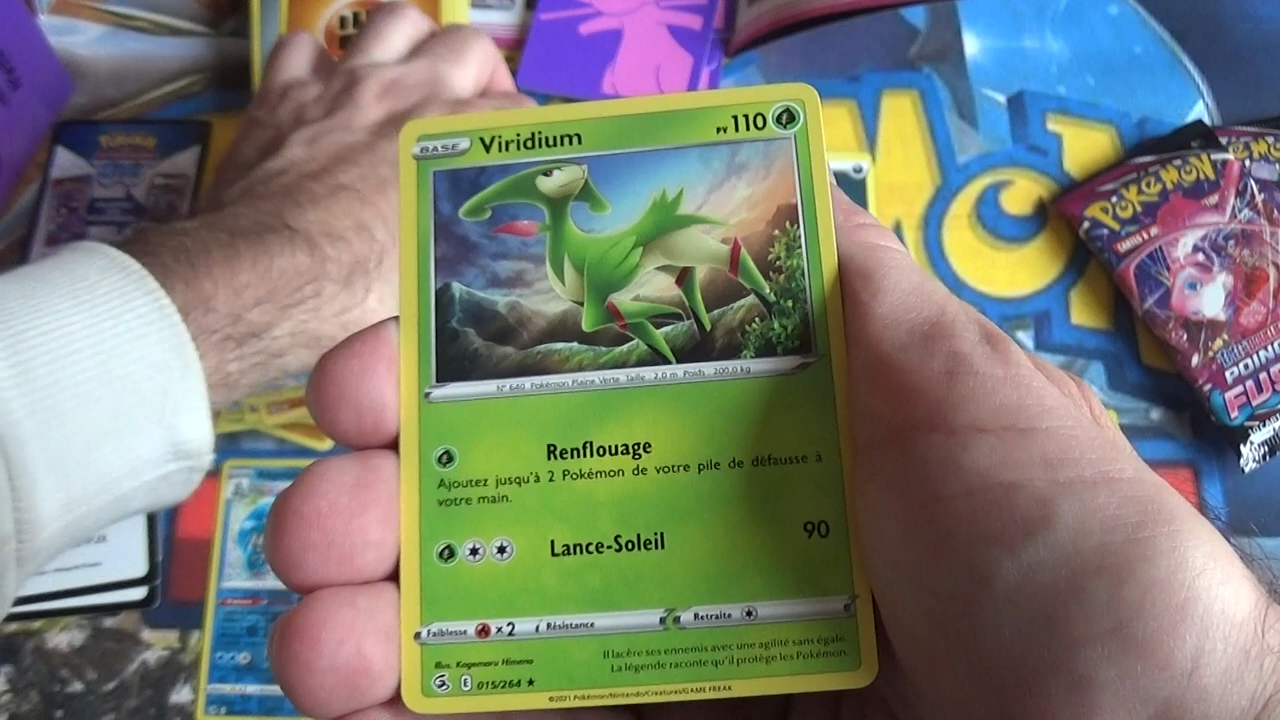 POKÉMON
BASE Viridium PV 110
N° 640 Pokémon Plaine Verte Taille : 2,0 m Poids : 200,0 kg
Renflouage
Ajoutez jusqu'à 2 Pokémon de votre pile de défausse à
votre main.
Lance-Soleil 90
Faiblesse ×2 Résistance Retraite
Il lacère ses ennemis avec une agilité sans égale.
La légende raconte qu'il protège les Pokémon.
Illus. Kagemaru Himeno
E 015/264 ★
©2021 Pokémon/Nintendo/Creatures/GAME FREAK
POKÉMON
POING
FU